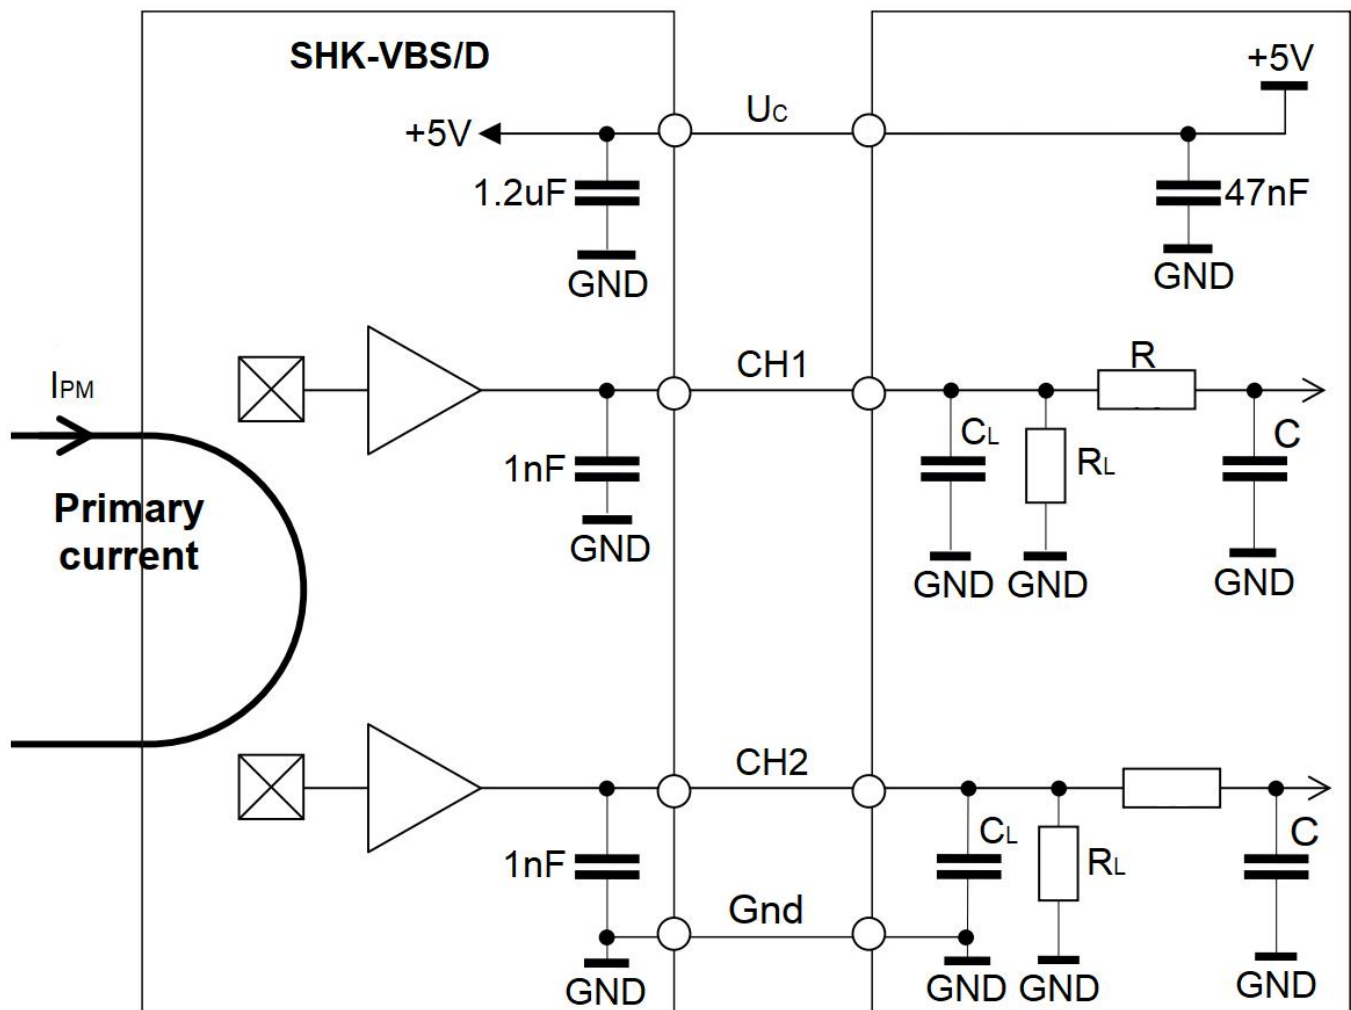 SHK-VBS/D
+5V
UC
+5V
1.2uF
47nF
GND
GND
IPM
CH1
R
Primary
current
1nF
CL
RL
C
GND
GND
GND
GND
CH2
1nF
CL
RL
C
Gnd
GND
GND
GND
GND